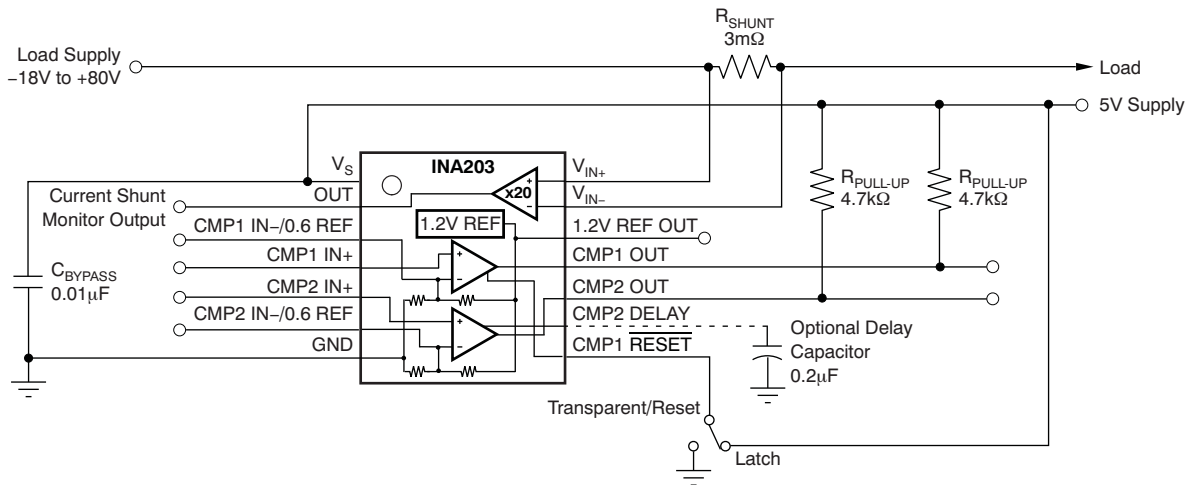 R_SHUNT
3mΩ
Load Supply
−18V to +80V
Load
5V Supply
V_S
INA203
V_IN+
R_PULL-UP
4.7kΩ
R_PULL-UP
4.7kΩ
Current Shunt
Monitor Output
OUT
x20
+
−
V_IN−
CMP1 IN−/0.6 REF
1.2V REF
1.2V REF OUT
CMP1 IN+
+
−
CMP1 OUT
C_BYPASS
0.01μF
CMP2 IN+
CMP2 OUT
CMP2 IN−/0.6 REF
+
−
CMP2 DELAY
GND
CMP1 RESET
Optional Delay
Capacitor
0.2μF
Transparent/Reset
Latch